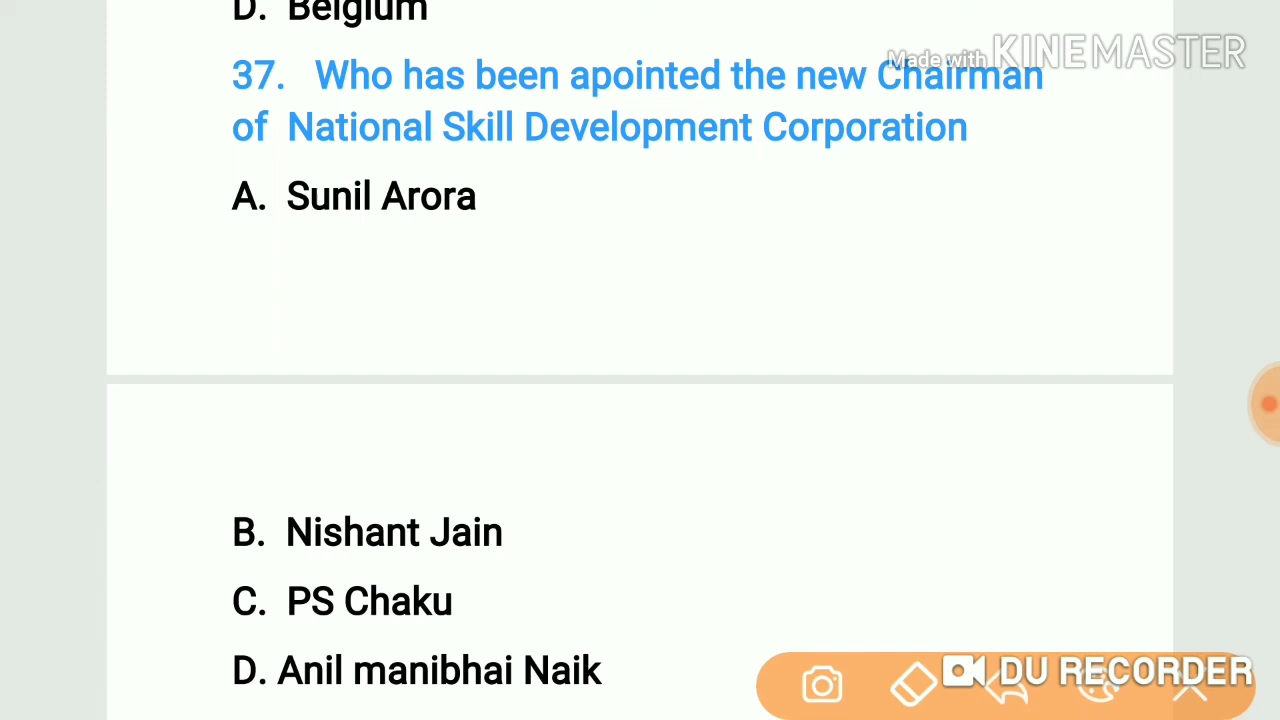 D. Belgium
Made with KINEMASTER
37. Who has been apointed the new Chairman
of National Skill Development Corporation
A. Sunil Arora
B. Nishant Jain
C. PS Chaku
D. Anil manibhai Naik
DU RECORDER